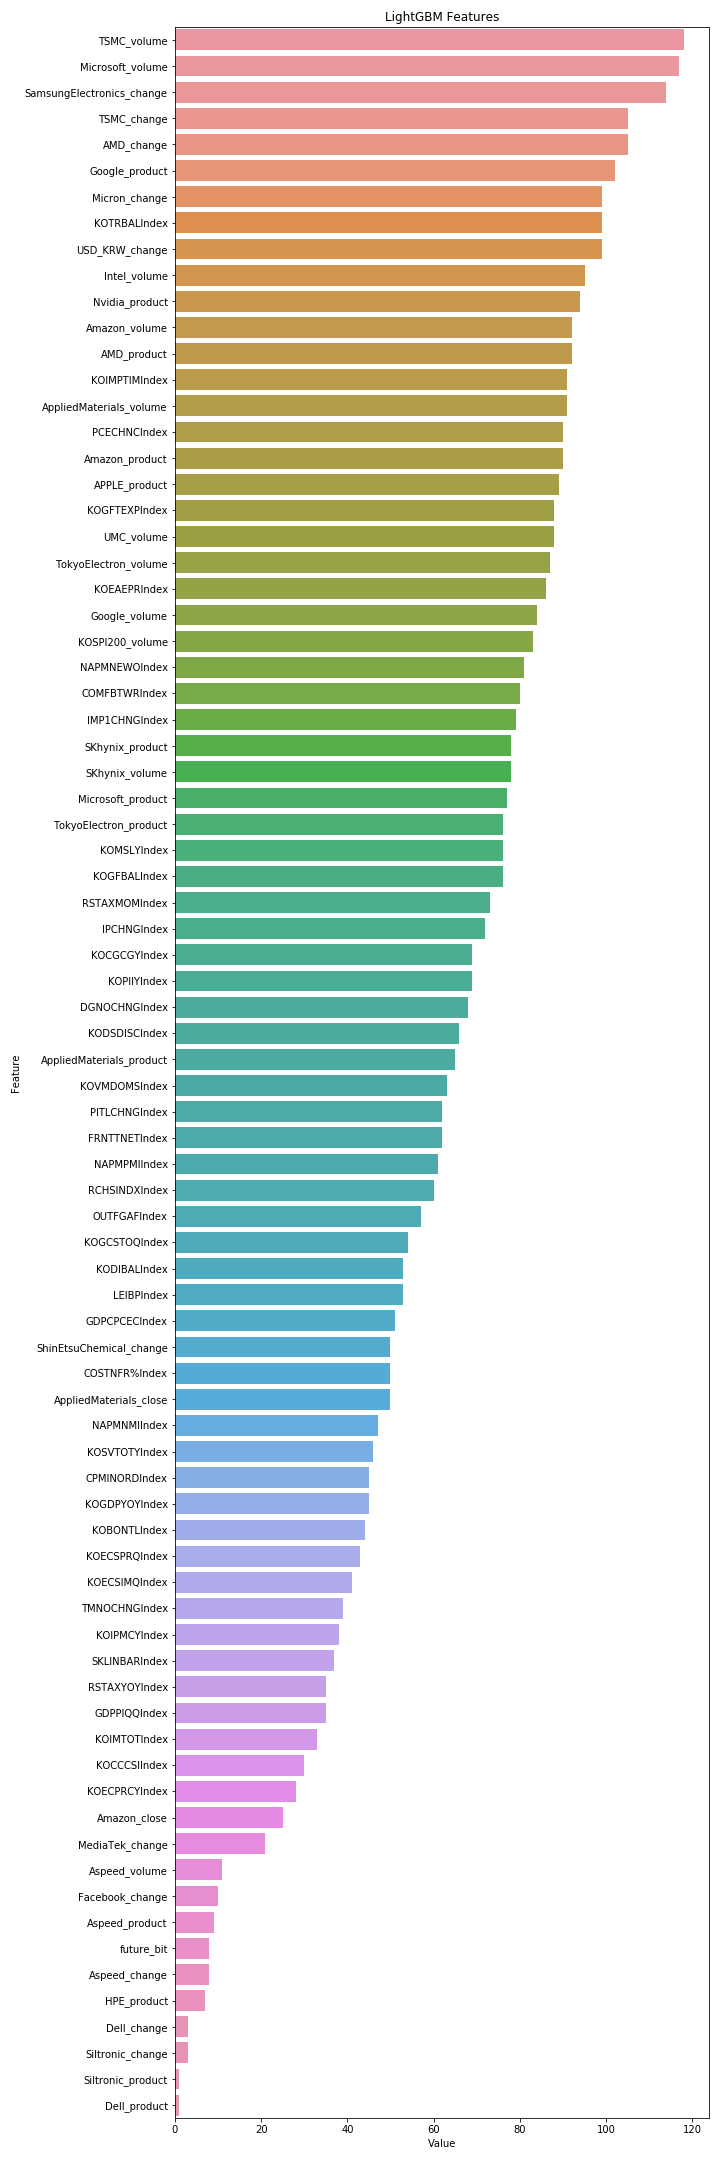 LightGBM Features
TSMC_volume
Microsoft_volume
SamsungElectronics_change
TSMC_change
AMD_change
Google_product
Micron_change
KOTRBALIndex
USD_KRW_change
Intel_volume
Nvidia_product
Amazon_volume
AMD_product
KOIMPTIMIndex
AppliedMaterials_volume
PCECHNCIndex
Amazon_product
APPLE_product
KOGFTEXPIndex
UMC_volume
TokyoElectron_volume
KOEAEPRIndex
Google_volume
KOSPI200_volume
NAPMNEWOIndex
COMFBTWRIndex
IMP1CHNGIndex
SKhynix_product
SKhynix_volume
Microsoft_product
TokyoElectron_product
KOMSLYIndex
KOGFBALIndex
RSTAXMOMIndex
IPCHNGIndex
KOCGCGYIndex
KOPIIYIndex
DGNOCHNGIndex
KODSDISCIndex
AppliedMaterials_product
KOVMDOMSIndex
PITLCHNGIndex
FRNTTNETIndex
NAPMPMIIndex
RCHSINDXIndex
OUTFGAFIndex
KOGCSTOQIndex
KODIBALIndex
LEIBPIndex
GDPCPCECIndex
ShinEtsuChemical_change
COSTNFR%Index
AppliedMaterials_close
NAPMNMIIndex
KOSVTOTYIndex
CPMINORDIndex
KOGDPYOYIndex
KOBONTLIndex
KOECSPRQIndex
KOECSIMQIndex
TMNOCHNGIndex
KOIPMCYIndex
SKLINBARIndex
RSTAXYOYIndex
GDPPIQQIndex
KOIMTOTIndex
KOCCCSIIndex
KOECPRCYIndex
Amazon_close
MediaTek_change
Aspeed_volume
Facebook_change
Aspeed_product
future_bit
Aspeed_change
HPE_product
Dell_change
Siltronic_change
Siltronic_product
Dell_product
Feature
0 20 40 60 80 100 120
Value